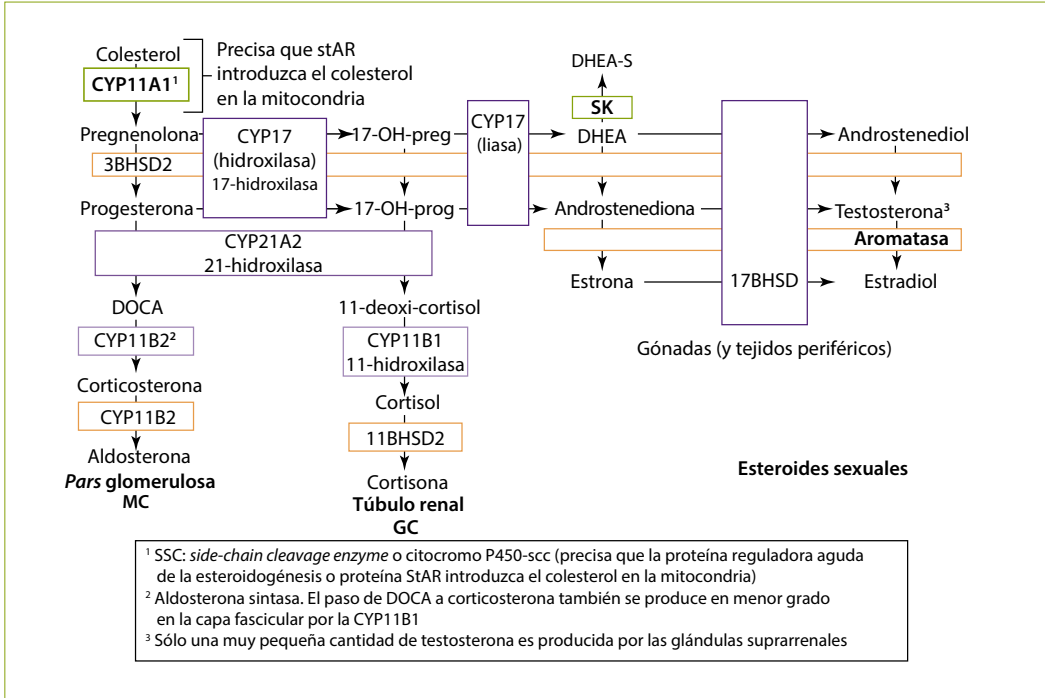 Colesterol
CYP11A1¹
Precisa que stAR
introduzca el colesterol
en la mitocondria
DHEA-S
SK
Pregnenolona
CYP17
(hidroxilasa)
17-hidroxilasa
17-OH-preg
CYP17
(liasa)
DHEA
Androstenediol
3BHSD2
Progesterona
17-OH-prog
Androstenediona
Testosterona³
CYP21A2
21-hidroxilasa
Aromatasa
Estrona
17BHSD
Estradiol
DOCA
11-deoxi-cortisol
CYP11B2²
CYP11B1
11-hidroxilasa
Gónadas (y tejidos periféricos)
Corticosterona
Cortisol
CYP11B2
11BHSD2
Aldosterona
Pars glomerulosa
MC
Cortisona
Túbulo renal
GC
Esteroides sexuales
¹ SSC: side-chain cleavage enzyme o citocromo P450-scc (precisa que la proteína reguladora aguda
de la esteroidogénesis o proteína StAR introduzca el colesterol en la mitocondria)
² Aldosterona sintasa. El paso de DOCA a corticosterona también se produce en menor grado
en la capa fascicular por la CYP11B1
³ Sólo una muy pequeña cantidad de testosterona es producida por las glándulas suprarrenales